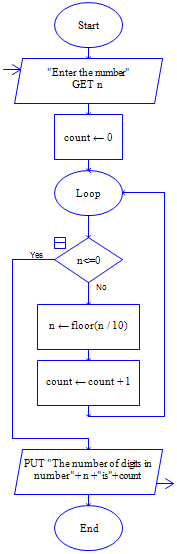 Start
"Enter the number"
GET n
count ← 0
Loop
Yes
n<=0
No
n ← floor(n / 10)
count ← count + 1
PUT "The number of digits in
number"+ n +"is"+count
End